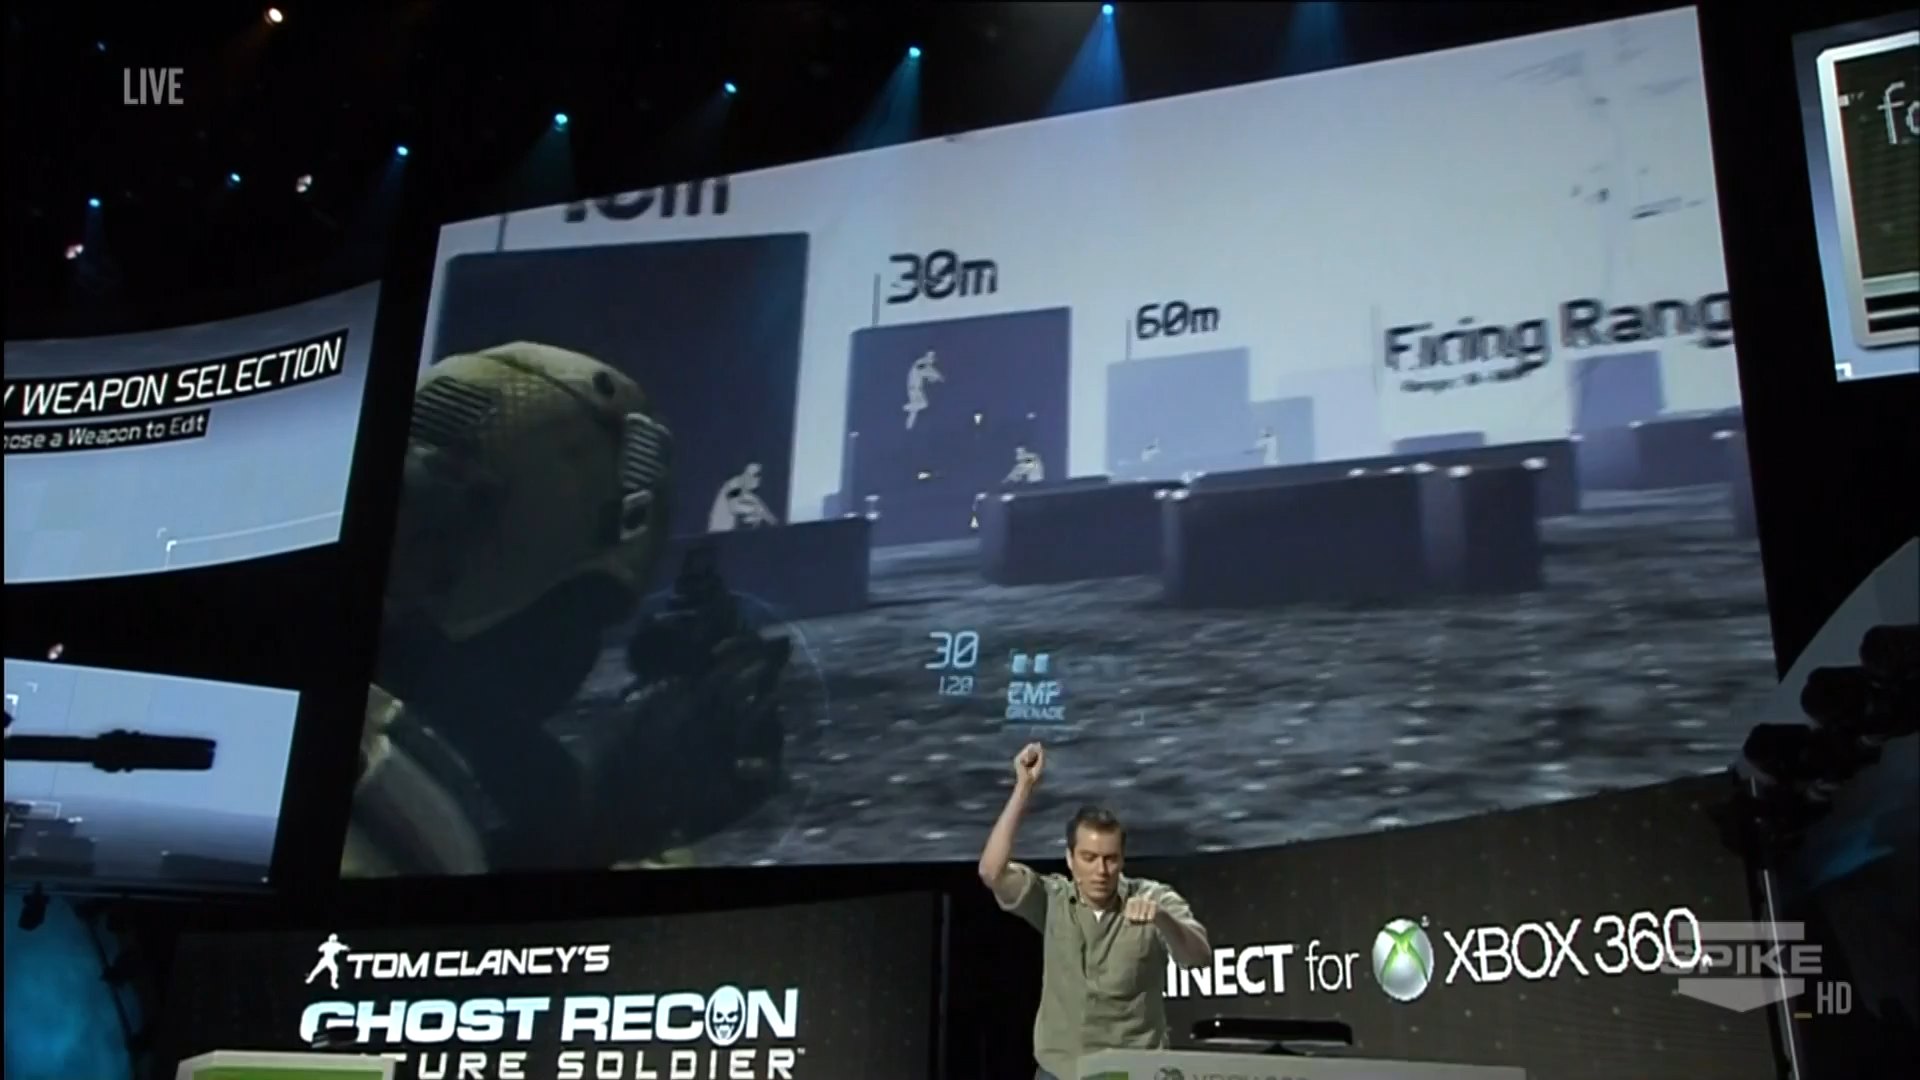 LIVE
30m
60m
Firing Rang
WEAPON SELECTION
ose a Weapon to Edit
30
120
EMP
GRENADE
TOM CLANCY'S
GHOST RECON
TURE SOLDIER
NECT for XBOX 360
SPIKE
HD